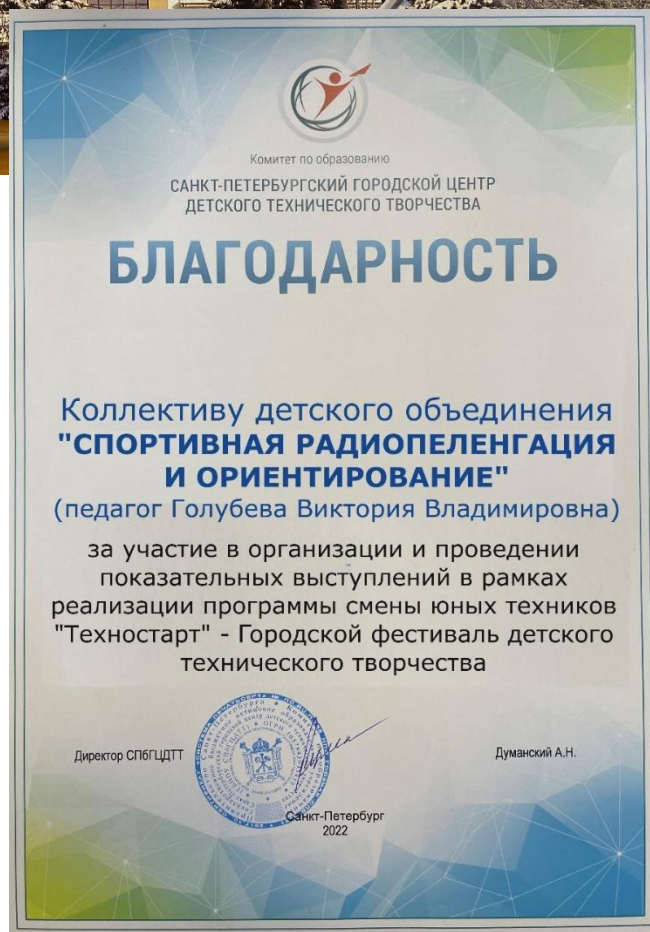 Комитет по образованию
САНКТ-ПЕТЕРБУРГСКИЙ ГОРОДСКОЙ ЦЕНТР
ДЕТСКОГО ТЕХНИЧЕСКОГО ТВОРЧЕСТВА
БЛАГОДАРНОСТЬ
Коллективу детского объединения
"СПОРТИВНАЯ РАДИОПЕЛЕНГАЦИЯ
И ОРИЕНТИРОВАНИЕ"
(педагог Голубева Виктория Владимировна)
за участие в организации и проведении
показательных выступлений в рамках
реализации программы смены юных техников
"Техностарт" - Городской фестиваль детского
технического творчества
Директор СПбГЦДТТ
Думанский А.Н.
Санкт-Петербург
2022